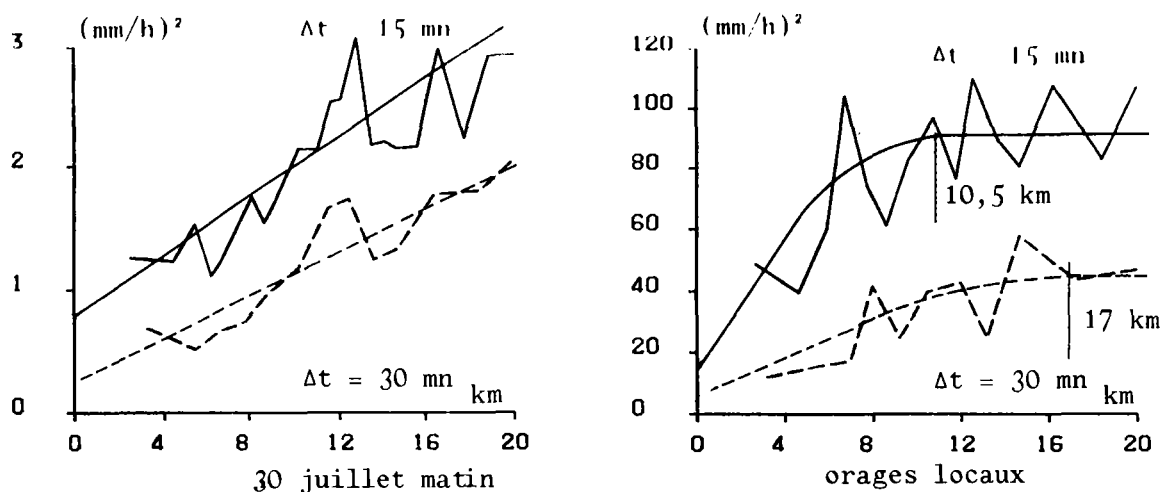 (mm/h)²
Δt 15 mn
3
2
1
0
Δt = 30 mn
km
0 4 8 12 16 20
30 juillet matin
(mm/h)²
Δt 15 mn
120
100
80
60
40
20
0
10,5 km
17 km
Δt = 30 mn
km
0 4 8 12 16 20
orages locaux